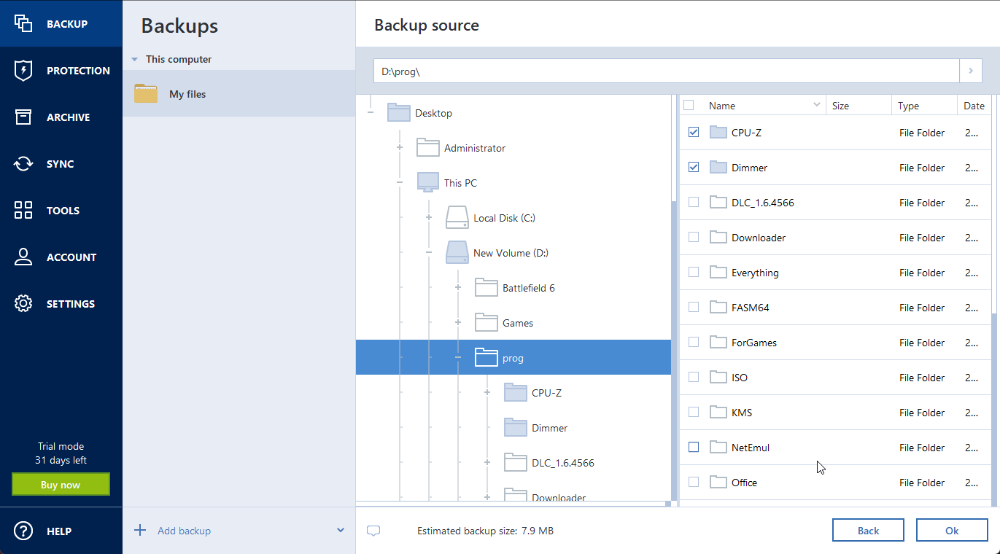 BACKUP
PROTECTION
ARCHIVE
SYNC
TOOLS
ACCOUNT
SETTINGS
Trial mode
31 days left
Buy now
HELP
Backups
This computer
My files
Add backup
Backup source
D:\prog\
Desktop
Administrator
This PC
Local Disk (C:)
New Volume (D:)
Battlefield 6
Games
prog
CPU-Z
Dimmer
DLC_1.6.4566
Downloader
Name Size Type Date
CPU-Z File Folder 2...
Dimmer File Folder 2...
DLC_1.6.4566 File Folder 2...
Downloader File Folder 2...
Everything File Folder 2...
FASM64 File Folder 2...
ForGames File Folder 2...
ISO File Folder 2...
KMS File Folder 2...
NetEmul File Folder 2...
Office File Folder 2...
Estimated backup size: 7.9 MB
Back
Ok